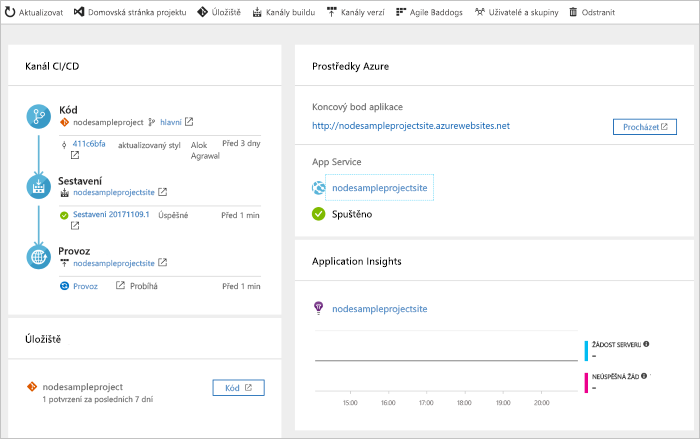 Aktualizovat Domovská stránka projektu Úložiště Kanály buildu Kanály verzí Agile Baddogs Uživatelé a skupiny Odstranit
Kanál CI/CD
Kód
nodesampleproject hlavní
411c6bfa aktualizovaný styl Alok Agrawal Před 3 dny
Sestavení
nodesampleprojectsite
Sestavení 20171109.1 Úspěšné Před 1 min
Provoz
nodesampleprojectsite
Provoz Probíhá Před 1 min
Úložiště
nodesampleproject
1 potvrzení za posledních 7 dní
Kód
Prostředky Azure
Koncový bod aplikace
http://nodesampleprojectsite.azurewebsites.net
Procházet
App Service
nodesampleprojectsite
Spuštěno
Application Insights
nodesampleprojectsite
ŽÁDOST SERVERU
--
NEÚSPĚŠNÁ ŽÁD
--
15:00 16:00 17:00 18:00 19:00 20:00